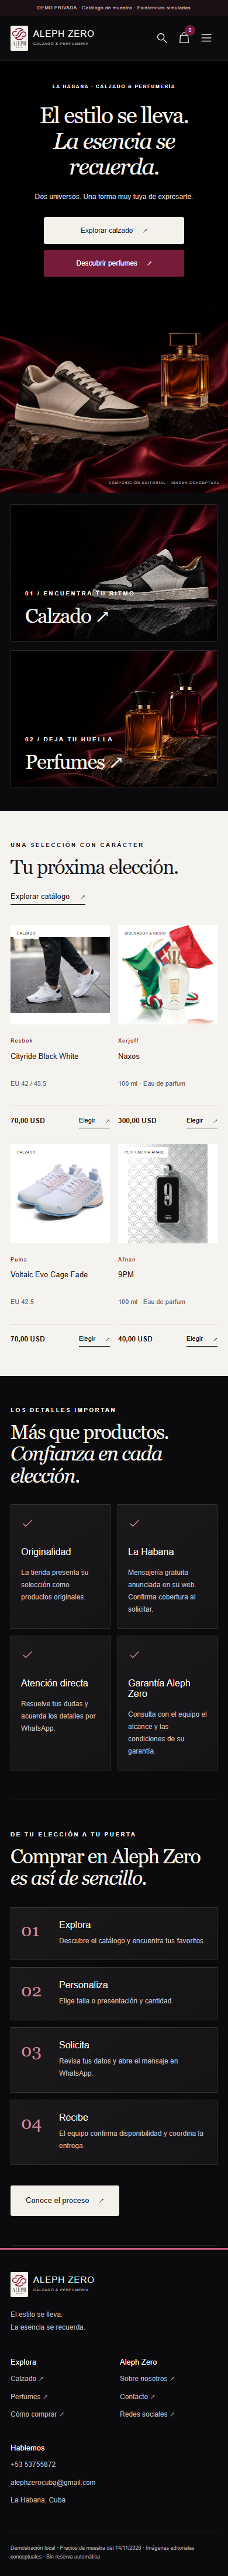 DEMO PRIVADA · Catálogo de muestra · Existencias simuladas
ALEPH ZERO
CALZADO & PERFUMERÍA
0
LA HABANA · CALZADO & PERFUMERÍA
El estilo se lleva.
La esencia se
recuerda.
Dos universos. Una forma muy tuya de expresarte.
Explorar calzado ↗
Descubrir perfumes ↗
COMPOSICIÓN EDITORIAL · IMAGEN CONCEPTUAL
01 / ENCUENTRA TU RITMO
Calzado ↗
02 / DEJA TU HUELLA
Perfumes ↗
UNA SELECCIÓN CON CARÁCTER
Tu próxima elección.
Explorar catálogo ↗
CALZADO
Reebok
Cityride Black White
EU 42 / 45.5
70,00 USD
Elegir ↗
DISEÑADOR & NICHO
Xerjoff
Naxos
100 ml · Eau de parfum
300,00 USD
Elegir ↗
CALZADO
Puma
Voltaic Evo Cage Fade
EU 42.5
70,00 USD
Elegir ↗
PERFUMERÍA ÁRABE
Afnan
9PM
100 ml · Eau de parfum
40,00 USD
Elegir ↗
LOS DETALLES IMPORTAN
Más que productos.
Confianza en cada
elección.
Originalidad
La tienda presenta su
selección como
productos originales.
La Habana
Mensajería gratuita
anunciada en su web.
Confirma cobertura al
solicitar.
Atención directa
Resuelve tus dudas y
acuerda los detalles por
WhatsApp.
Garantía Aleph
Zero
Consulta con el equipo el
alcance y las
condiciones de su
garantía.
DE TU ELECCIÓN A TU PUERTA
Comprar en Aleph Zero
es así de sencillo.
01
Explora
Descubre el catálogo y encuentra tus favoritos.
02
Personaliza
Elige talla o presentación y cantidad.
03
Solicita
Revisa tus datos y abre el mensaje en
WhatsApp.
04
Recibe
El equipo confirma disponibilidad y coordina la
entrega.
Conoce el proceso ↗
ALEPH ZERO
CALZADO & PERFUMERÍA
El estilo se lleva.
La esencia se recuerda.
Explora
Calzado ↗
Perfumes ↗
Cómo comprar ↗
Aleph Zero
Sobre nosotros ↗
Contacto ↗
Redes sociales ↗
Hablemos
+53 53755872
alephzerocuba@gmail.com
La Habana, Cuba
Demostración local · Precios de muestra del 14/11/2026 · Imágenes editoriales
conceptuales · Sin reserva automática